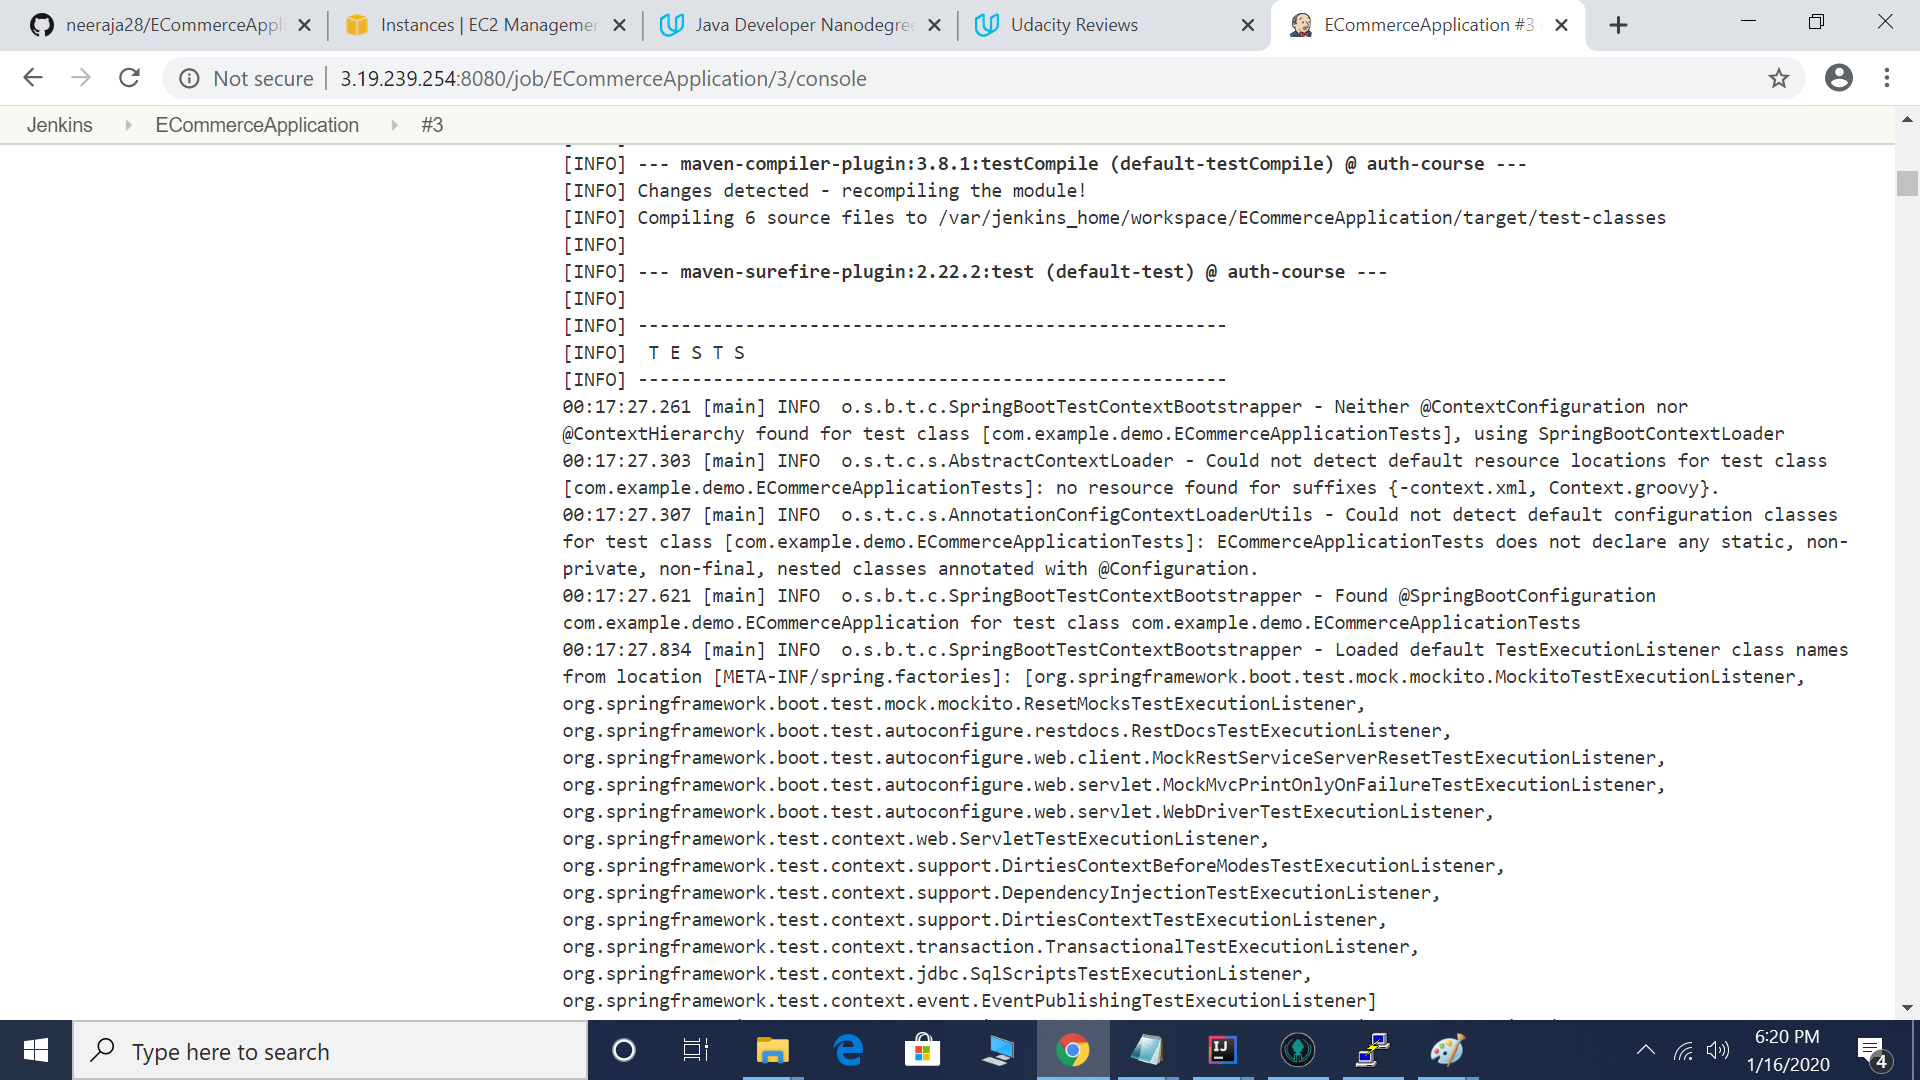 neeraja28/ECommerceAppl
Instances | EC2 Managemen
Java Developer Nanodegree
Udacity Reviews
ECommerceApplication #3
Not secure
3.19.239.254:8080/job/ECommerceApplication/3/console
Jenkins
ECommerceApplication
#3
[INFO] --- maven-compiler-plugin:3.8.1:testCompile (default-testCompile) @ auth-course ---
[INFO] Changes detected - recompiling the module!
[INFO] Compiling 6 source files to /var/jenkins_home/workspace/ECommerceApplication/target/test-classes
[INFO]
[INFO] --- maven-surefire-plugin:2.22.2:test (default-test) @ auth-course ---
[INFO]
[INFO] -------------------------------------------------------
[INFO]  T E S T S
[INFO] -------------------------------------------------------
00:17:27.261 [main] INFO  o.s.b.t.c.SpringBootTestContextBootstrapper - Neither @ContextConfiguration nor
@ContextHierarchy found for test class [com.example.demo.ECommerceApplicationTests], using SpringBootContextLoader
00:17:27.303 [main] INFO  o.s.t.c.s.AbstractContextLoader - Could not detect default resource locations for test class
[com.example.demo.ECommerceApplicationTests]: no resource found for suffixes {-context.xml, Context.groovy}.
00:17:27.307 [main] INFO  o.s.t.c.s.AnnotationConfigContextLoaderUtils - Could not detect default configuration classes
for test class [com.example.demo.ECommerceApplicationTests]: ECommerceApplicationTests does not declare any static, non-
private, non-final, nested classes annotated with @Configuration.
00:17:27.621 [main] INFO  o.s.b.t.c.SpringBootTestContextBootstrapper - Found @SpringBootConfiguration
com.example.demo.ECommerceApplication for test class com.example.demo.ECommerceApplicationTests
00:17:27.834 [main] INFO  o.s.b.t.c.SpringBootTestContextBootstrapper - Loaded default TestExecutionListener class names
from location [META-INF/spring.factories]: [org.springframework.boot.test.mock.mockito.MockitoTestExecutionListener,
org.springframework.boot.test.mock.mockito.ResetMocksTestExecutionListener,
org.springframework.boot.test.autoconfigure.restdocs.RestDocsTestExecutionListener,
org.springframework.boot.test.autoconfigure.web.client.MockRestServiceServerResetTestExecutionListener,
org.springframework.boot.test.autoconfigure.web.servlet.MockMvcPrintOnlyOnFailureTestExecutionListener,
org.springframework.boot.test.autoconfigure.web.servlet.WebDriverTestExecutionListener,
org.springframework.test.context.web.ServletTestExecutionListener,
org.springframework.test.context.support.DirtiesContextBeforeModesTestExecutionListener,
org.springframework.test.context.support.DependencyInjectionTestExecutionListener,
org.springframework.test.context.support.DirtiesContextTestExecutionListener,
org.springframework.test.context.transaction.TransactionalTestExecutionListener,
org.springframework.test.context.jdbc.SqlScriptsTestExecutionListener,
org.springframework.test.context.event.EventPublishingTestExecutionListener]
Type here to search
IJ
6:20 PM
1/16/2020
4